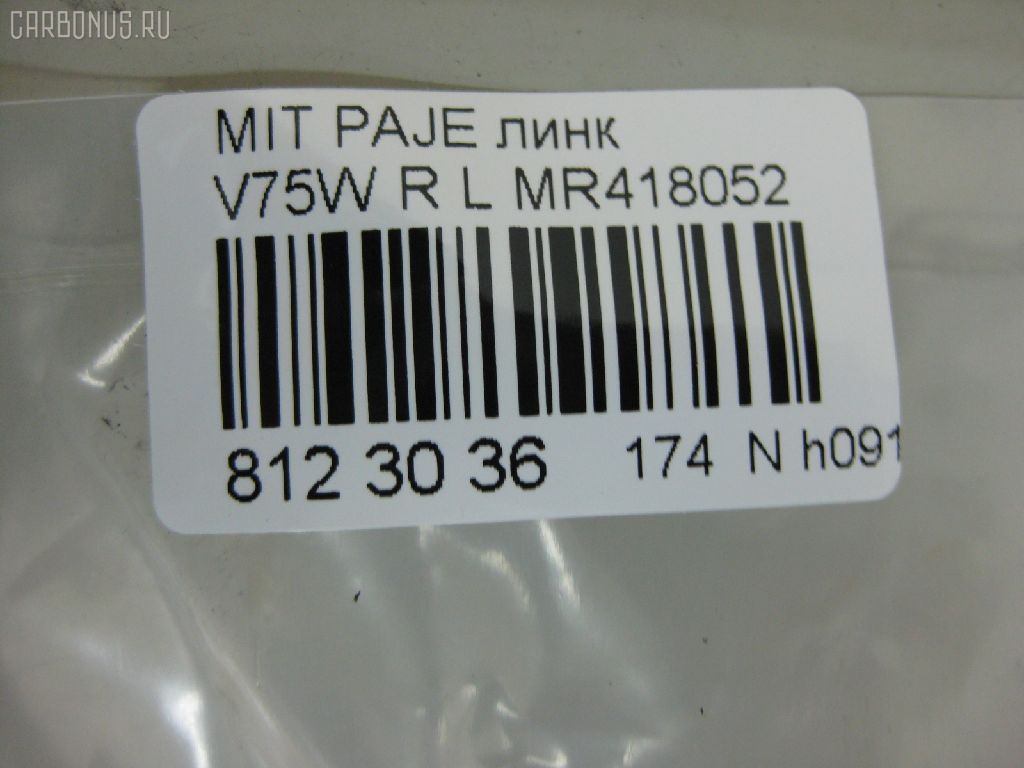 CARBONUS.RU
MIT PAJE линк
V75W R L MR418052
812 30 36 174 N h091